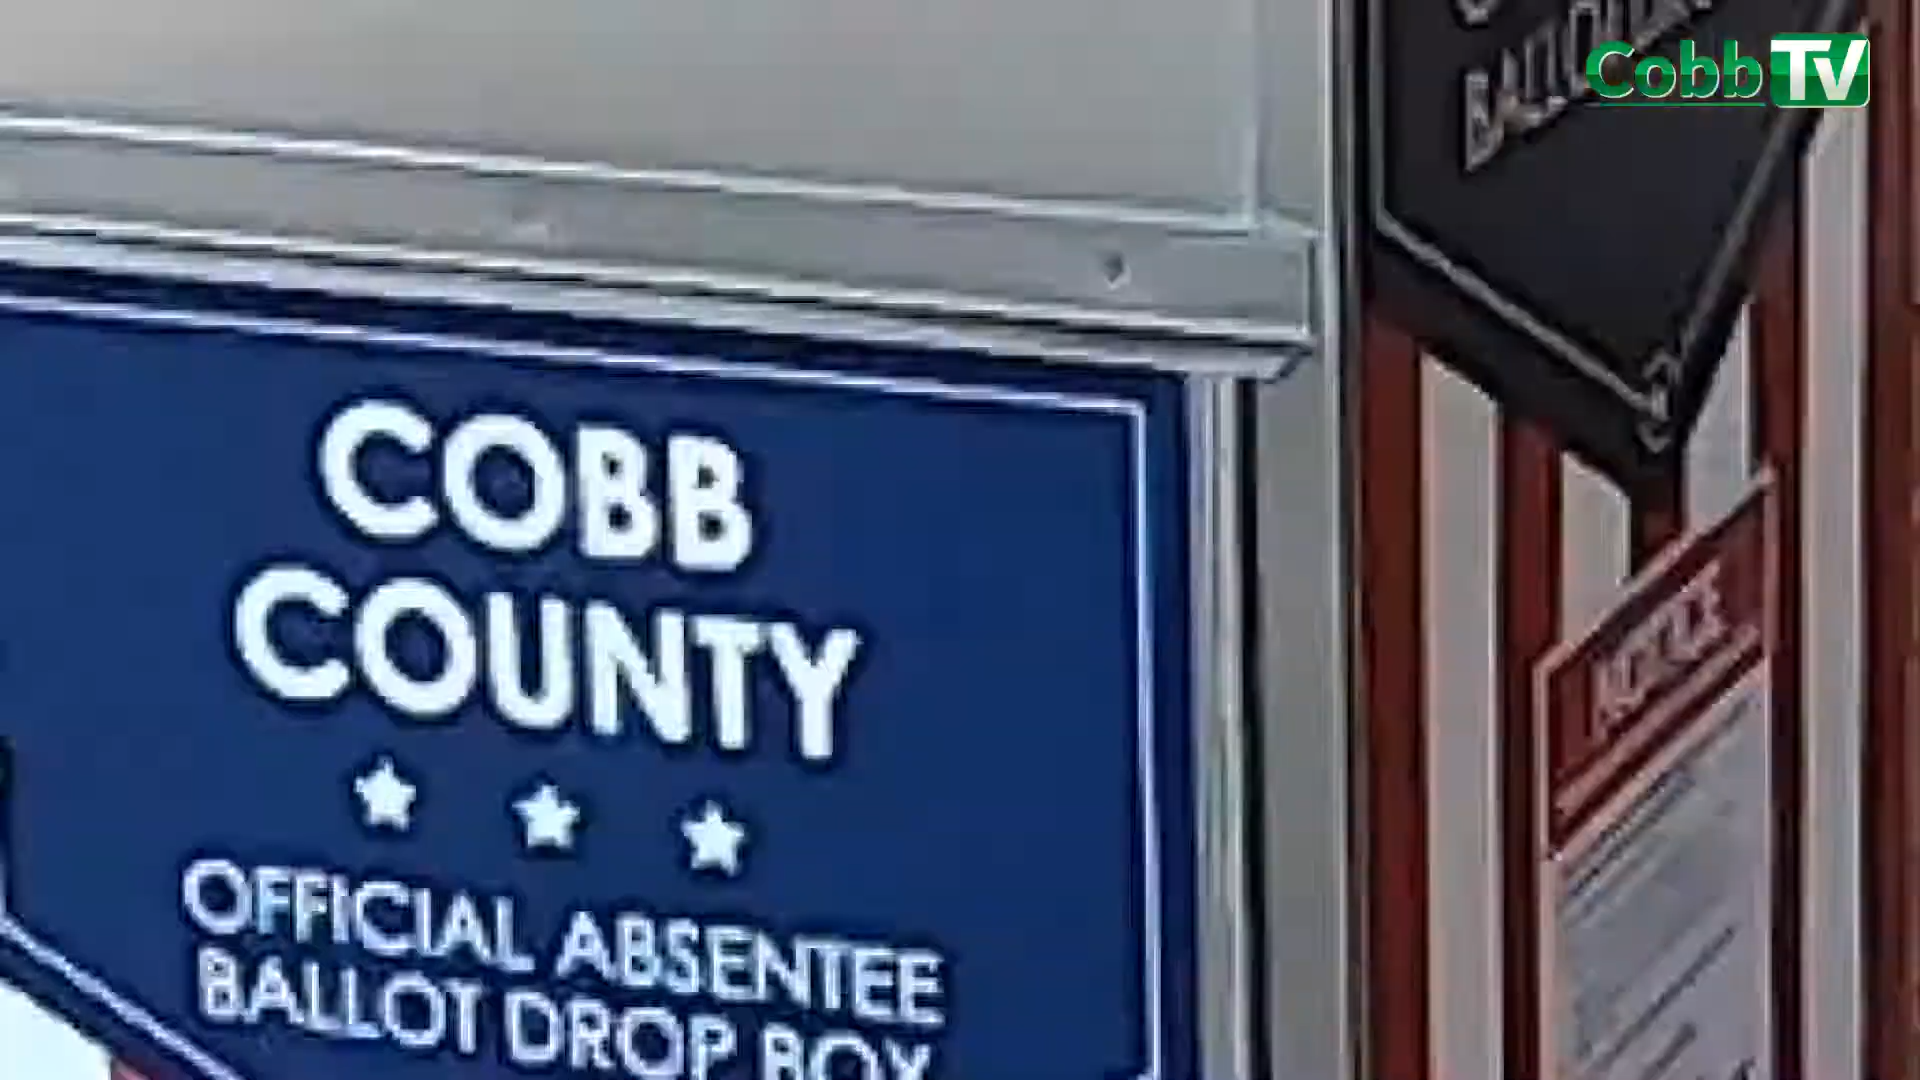 COBB
COUNTY
OFFICIAL ABSENTEE
BALLOT DROP BOX
CobbTV
NOTICE